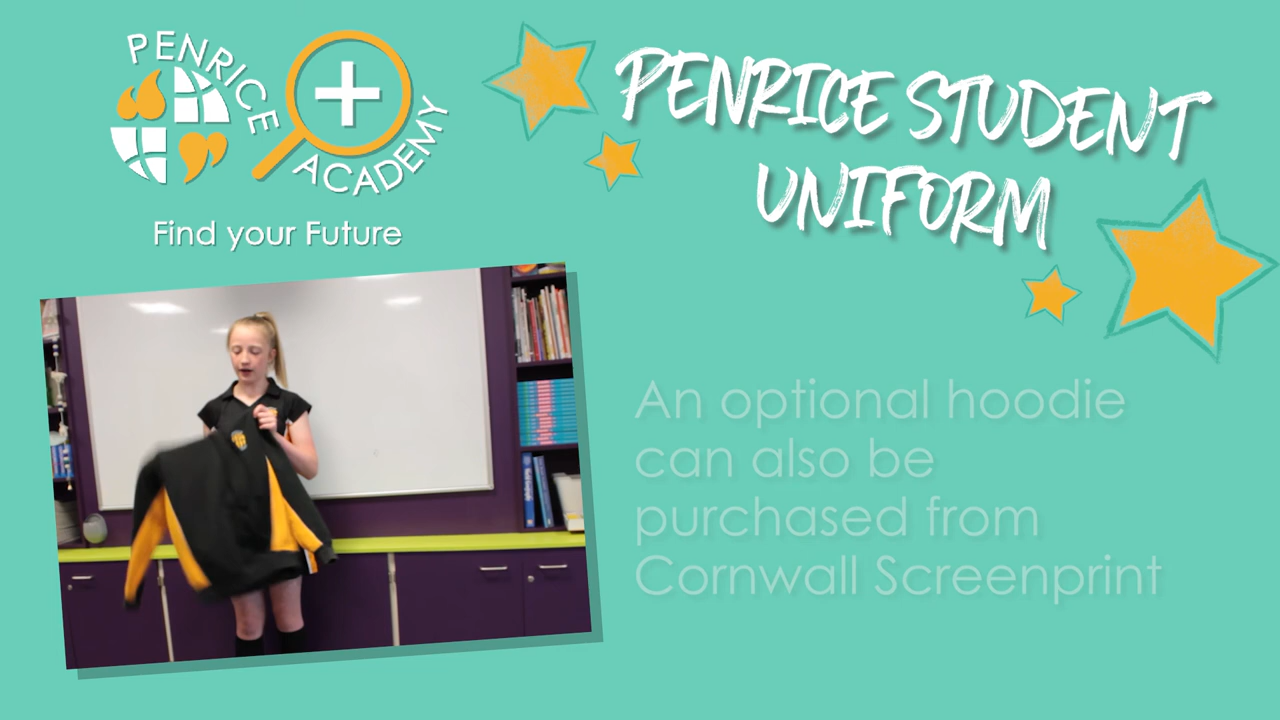 PENRICE
ACADEMY
Find your Future
PENRICE STUDENT
UNIFORM
An optional hoodie
can also be
purchased from
Cornwall Screenprint